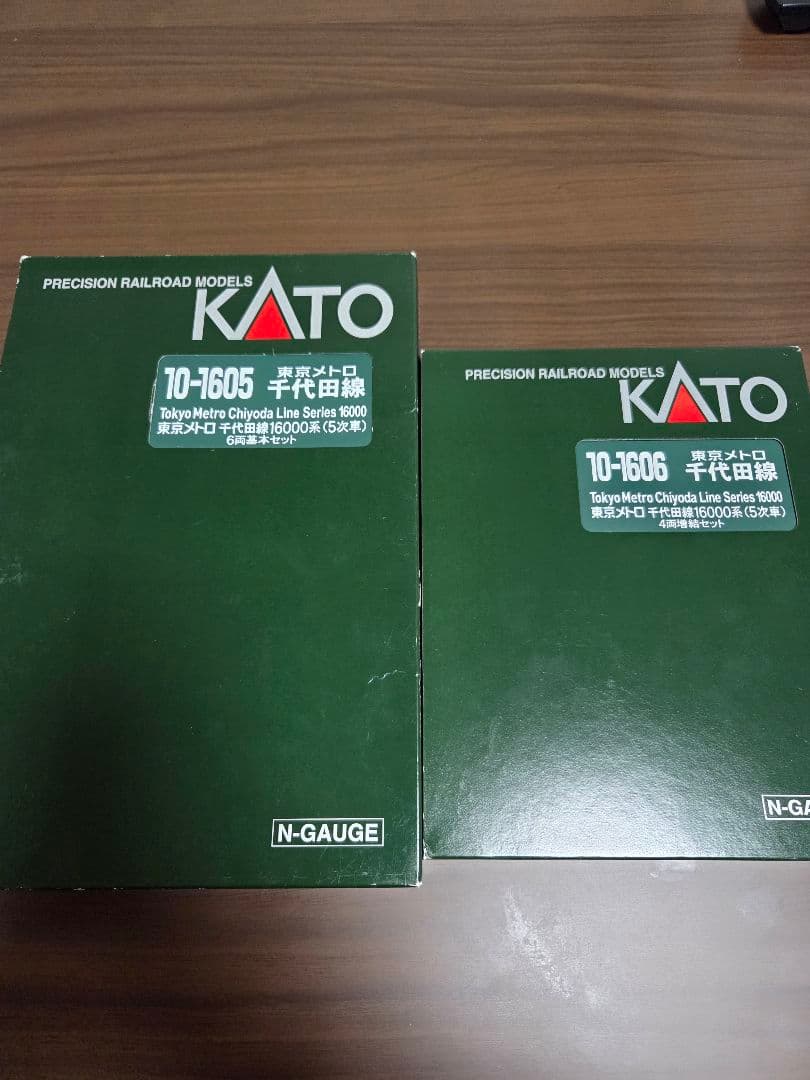 PRECISION RAILROAD MODELS
KATO
10-1605 東京メトロ 千代田線
Tokyo Metro Chiyoda Line Series 16000
東京メトロ 千代田線16000系(5次車)
6両基本セット
N-GAUGE
PRECISION RAILROAD MODELS
KATO
10-1606 東京メトロ 千代田線
Tokyo Metro Chiyoda Line Series 16000
東京メトロ 千代田線16000系(5次車)
4両増結セット
N-GA